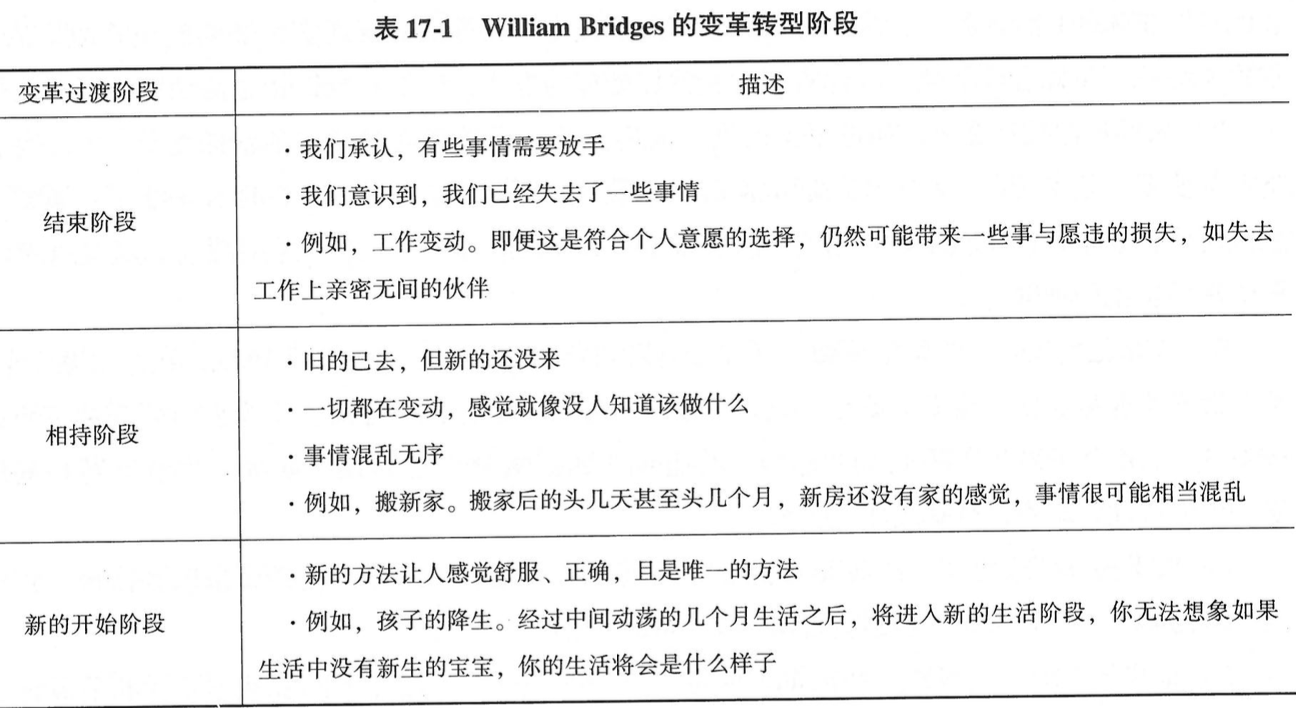 表 17-1 William Bridges 的变革转型阶段
变革过渡阶段
描述
结束阶段
· 我们承认，有些事情需要放手
· 我们意识到，我们已经失去了一些事情
· 例如，工作变动。即便这是符合个人意愿的选择，仍然可能带来一些事与愿违的损失，如失去
工作上亲密无间的伙伴
相持阶段
· 旧的已去，但新的还没来
· 一切都在变动，感觉就像没人知道该做什么
· 事情混乱无序
· 例如，搬新家。搬家后的头几天甚至头几个月，新房还没有家的感觉，事情很可能相当混乱
新的开始阶段
· 新的方法让人感觉舒服、正确，且是唯一的方法
· 例如，孩子的降生。经过中间动荡的几个月生活之后，将进入新的生活阶段，你无法想象如果
生活中没有新生的宝宝，你的生活将会是什么样子